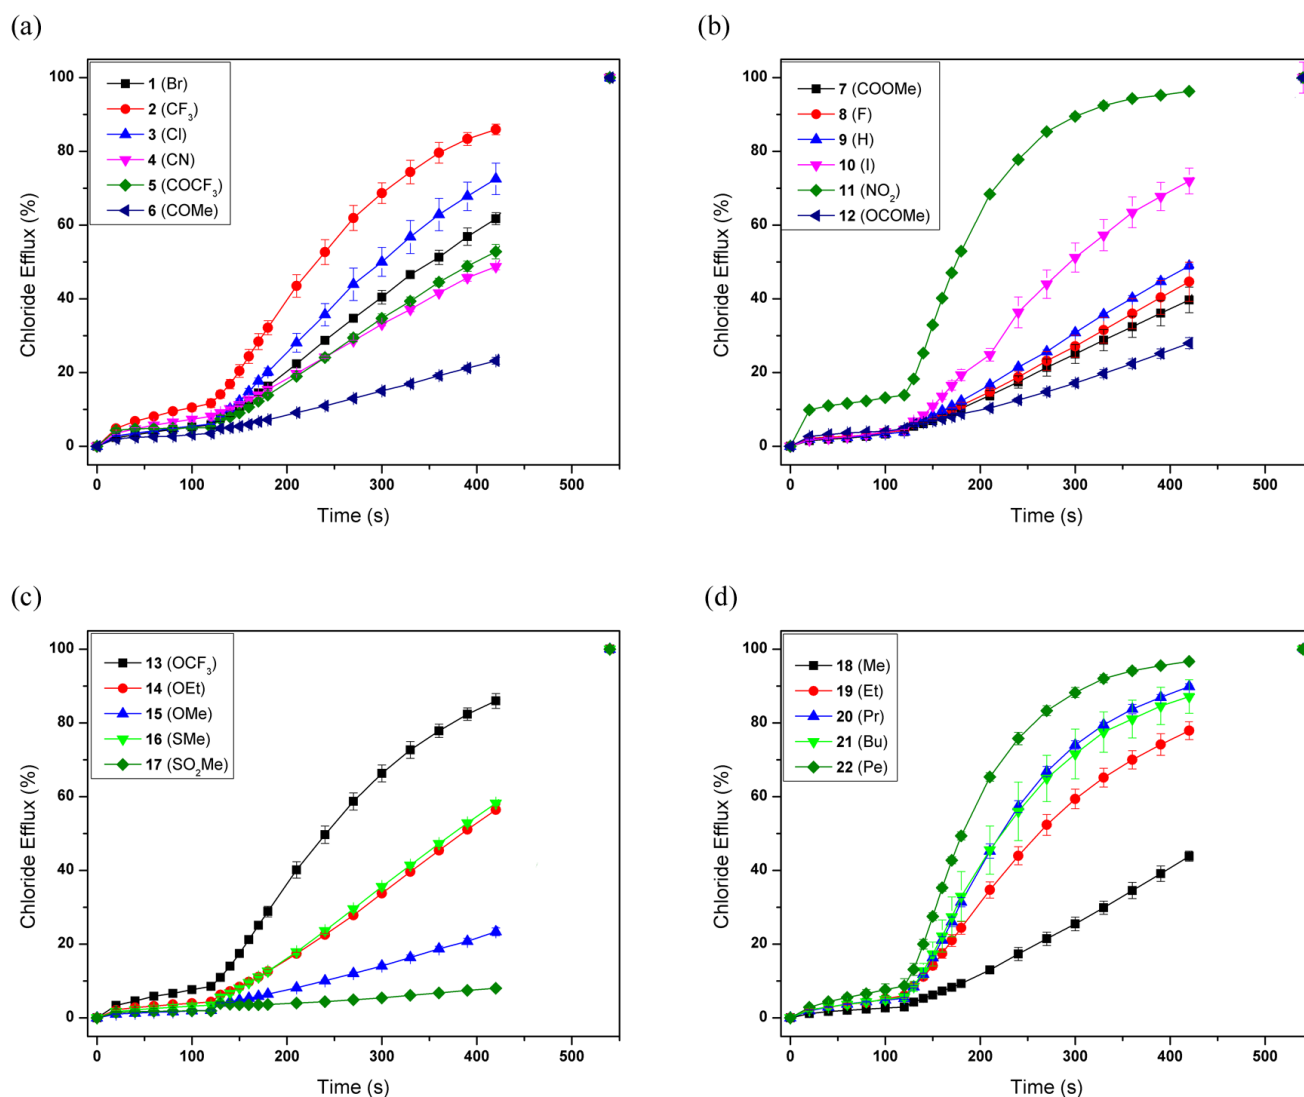 (a)
1 (Br)
2 (CF₃)
3 (Cl)
4 (CN)
5 (COCF₃)
6 (COMe)
100
80
60
40
20
0
Chloride Efflux (%)
0 100 200 300 400 500
Time (s)
(b)
7 (COOMe)
8 (F)
9 (H)
10 (I)
11 (NO₂)
12 (OCOMe)
100
80
60
40
20
0
Chloride Efflux (%)
0 100 200 300 400 500
Time (s)
(c)
13 (OCF₃)
14 (OEt)
15 (OMe)
16 (SMe)
17 (SO₂Me)
100
80
60
40
20
0
Chloride Efflux (%)
0 100 200 300 400 500
Time (s)
(d)
18 (Me)
19 (Et)
20 (Pr)
21 (Bu)
22 (Pe)
100
80
60
40
20
0
Chloride Efflux (%)
0 100 200 300 400 500
Time (s)